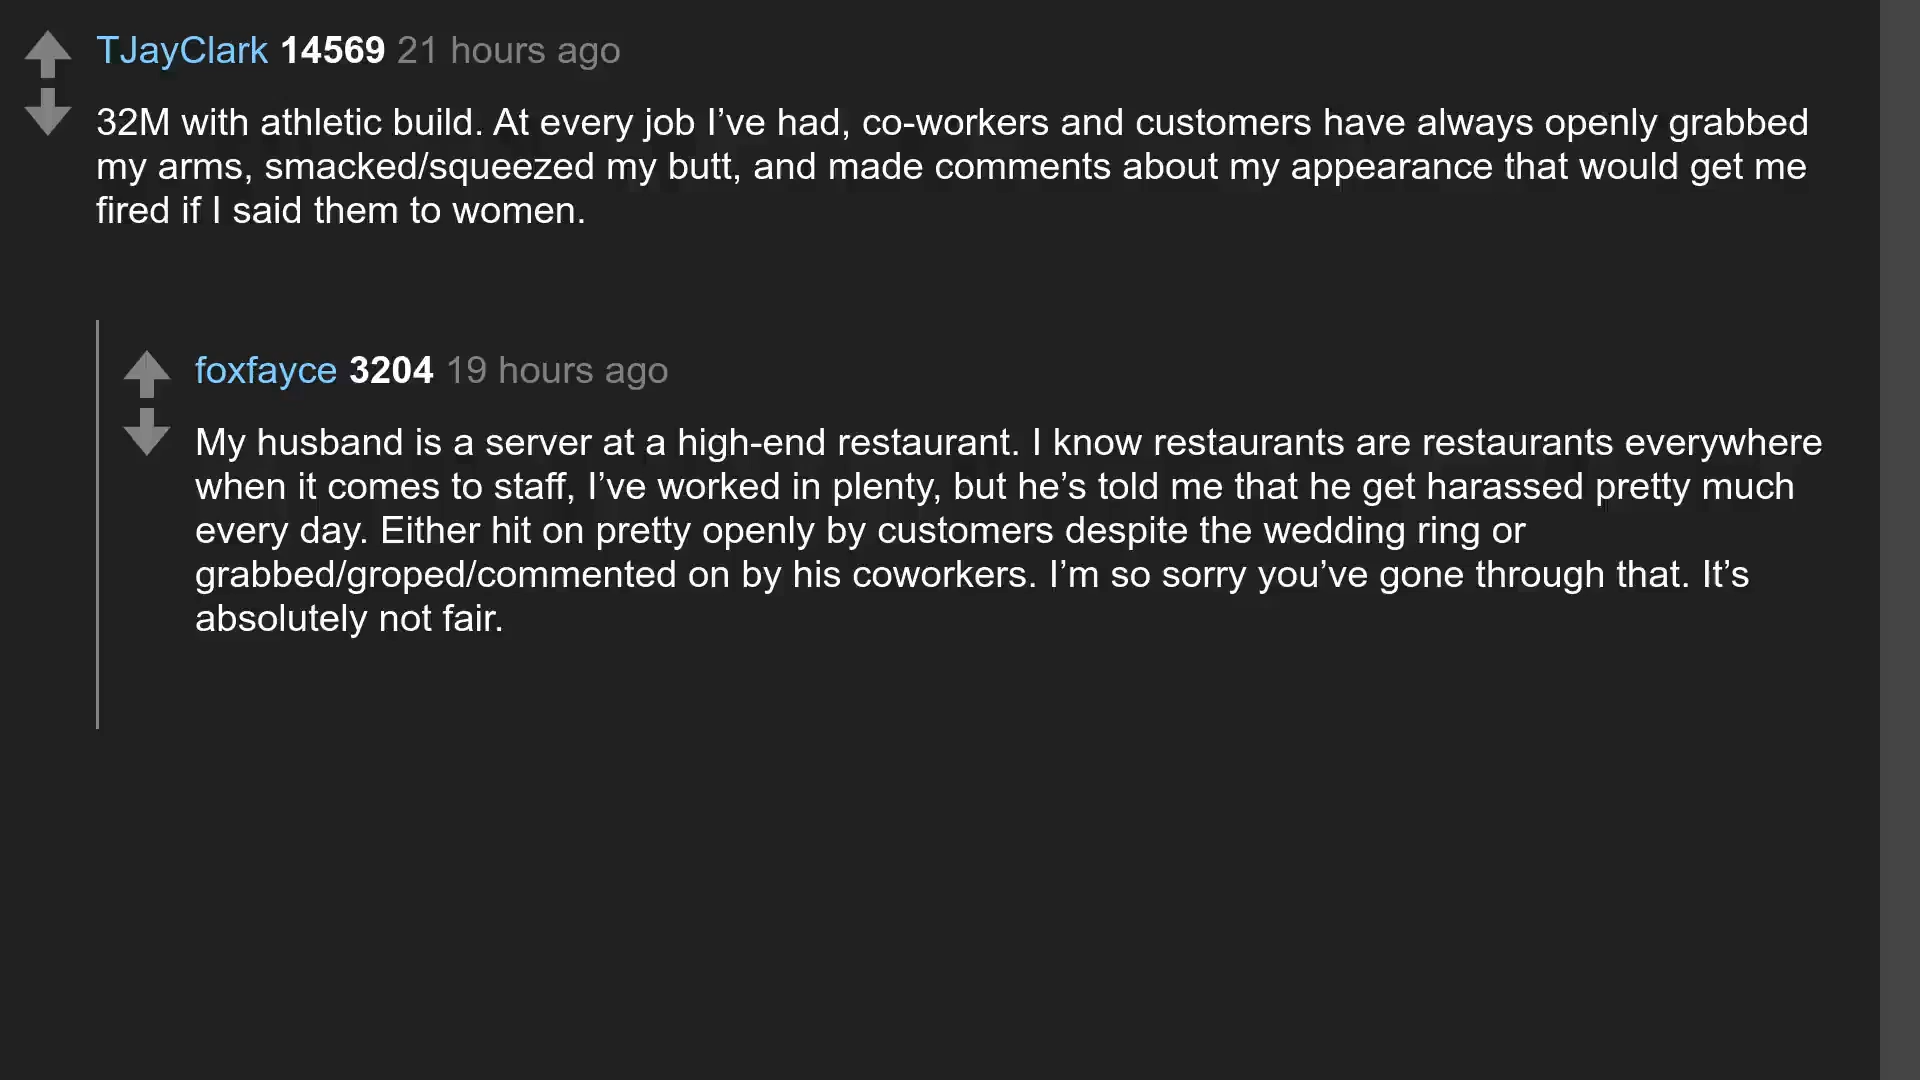 TJayClark 14569 21 hours ago
32M with athletic build. At every job I’ve had, co-workers and customers have always openly grabbed
my arms, smacked/squeezed my butt, and made comments about my appearance that would get me
fired if I said them to women.
foxfayce 3204 19 hours ago
My husband is a server at a high-end restaurant. I know restaurants are restaurants everywhere
when it comes to staff, I’ve worked in plenty, but he’s told me that he get harassed pretty much
every day. Either hit on pretty openly by customers despite the wedding ring or
grabbed/groped/commented on by his coworkers. I’m so sorry you’ve gone through that. It’s
absolutely not fair.